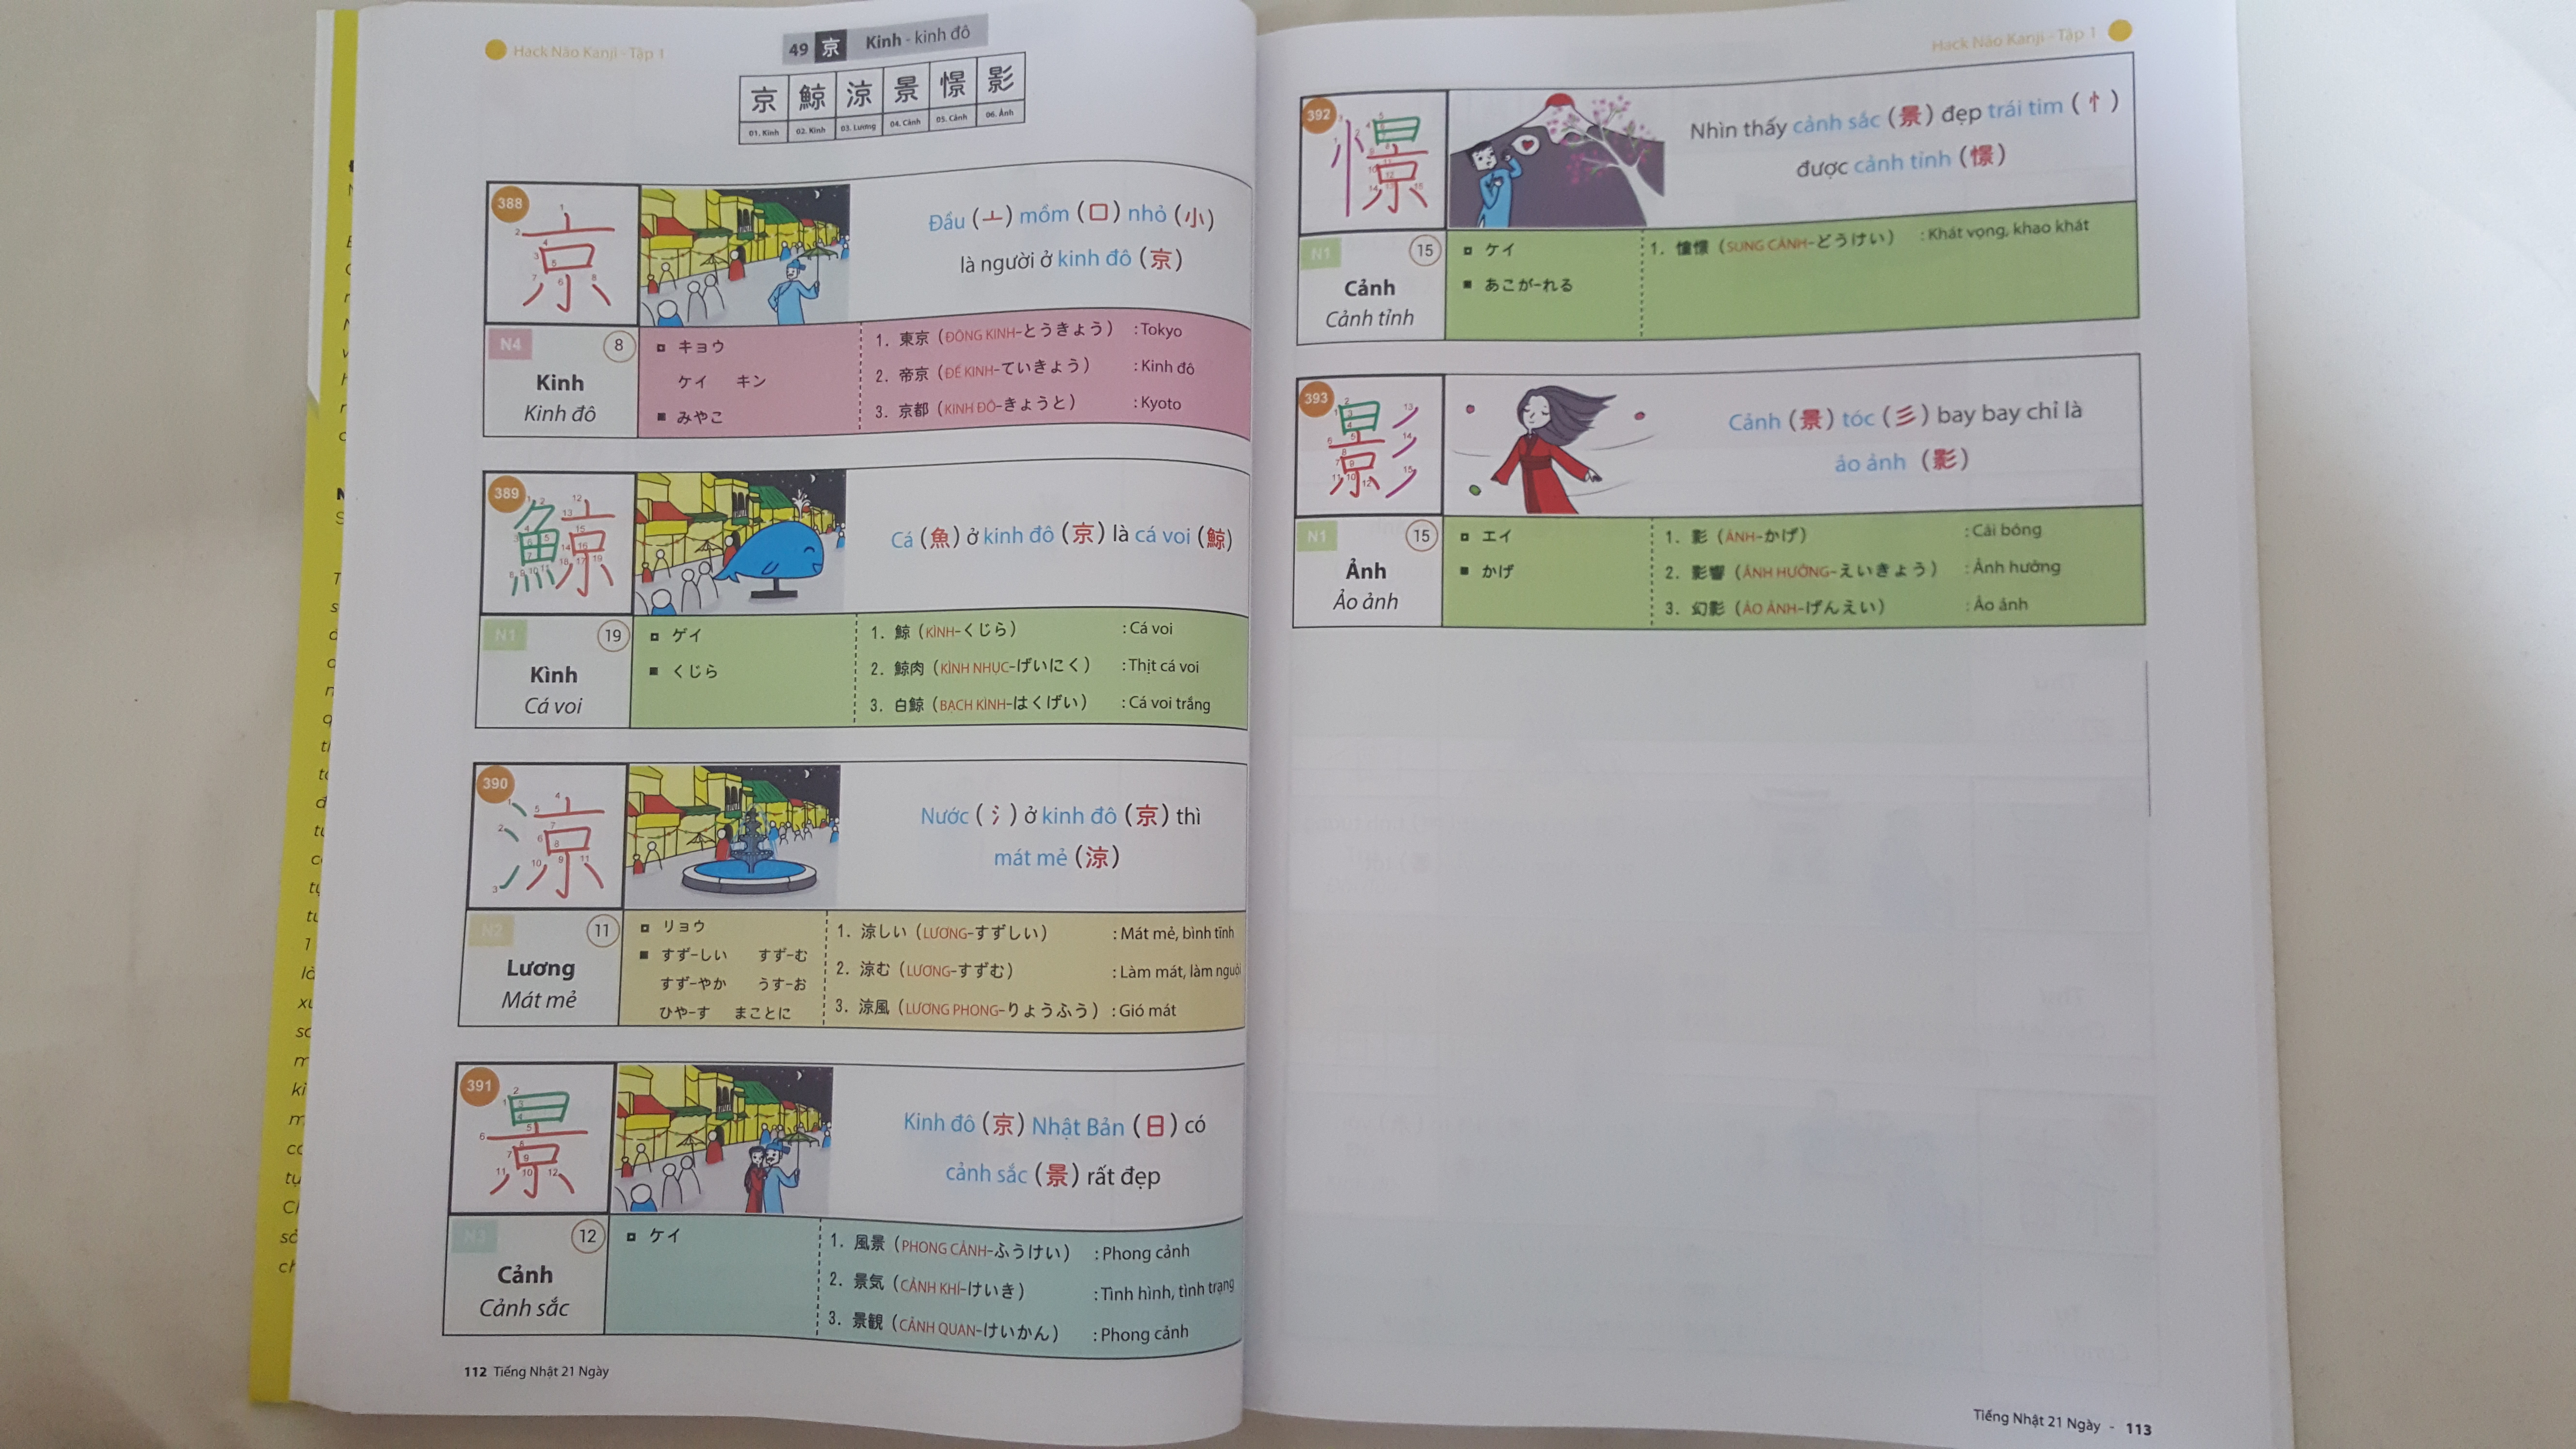 Hack Não Kanji - Tập 1
49 京 Kinh - kinh đô
京 鯨 涼 景 憬 影
01. Kinh 02. Kình 03. Lương 04. Cảnh 05. Cảnh 06. Ảnh
388
Đầu (亠) mồm (口) nhỏ (小)
là người ở kinh đô (京)
N4
8
Kinh
Kinh đô
キョウ
ケイ キン
みやこ
1. 東京 (ĐÔNG KINH-とうきょう) : Tokyo
2. 帝京 (ĐẾ KINH-ていきょう) : Kinh đô
3. 京都 (KINH ĐÔ-きょうと) : Kyoto
389
Cá (魚) ở kinh đô (京) là cá voi (鯨)
N1
19
Kình
Cá voi
ゲイ
くじら
1. 鯨 (KÌNH-くじら) : Cá voi
2. 鯨肉 (KÌNH NHỤC-げいにく) : Thịt cá voi
3. 白鯨 (BẠCH KÌNH-はくげい) : Cá voi trắng
390
Nước (氵) ở kinh đô (京) thì
mát mẻ (涼)
N2
11
Lương
Mát mẻ
リョウ
すず-しい すず-む
すず-やか うす-お
ひや-す まことに
1. 涼しい (LƯƠNG-すずしい) : Mát mẻ, bình tĩnh
2. 涼む (LƯƠNG-すずむ) : Làm mát, làm nguội
3. 涼風 (LƯƠNG PHONG-りょうふう) : Gió mát
391
Kinh đô (京) Nhật Bản (日) có
cảnh sắc (景) rất đẹp
N3
12
Cảnh
Cảnh sắc
ケイ
1. 風景 (PHONG CẢNH-ふうけい) : Phong cảnh
2. 景気 (CẢNH KHÍ-けいき) : Tình hình, tình trạng
3. 景観 (CẢNH QUAN-けいかん) : Phong cảnh
112 Tiếng Nhật 21 Ngày
Hack Não Kanji - Tập 1
392
Nhìn thấy cảnh sắc (景) đẹp trái tim (忄)
được cảnh tỉnh (憬)
N1
15
Cảnh
Cảnh tỉnh
ケイ
あこが-れる
1. 憧憬 (SUNG CẢNH-どうけい) : Khát vọng, khao khát
393
Cảnh (景) tóc (彡) bay bay chỉ là
ảo ảnh (影)
N1
15
Ảnh
Ảo ảnh
エイ
かげ
1. 影 (ẢNH-かげ) : Cái bóng
2. 影響 (ẢNH HƯỞNG-えいきょう) : Ảnh hưởng
3. 幻影 (ẢO ẢNH-げんえい) : Ảo ảnh
Tiếng Nhật 21 Ngày - 113